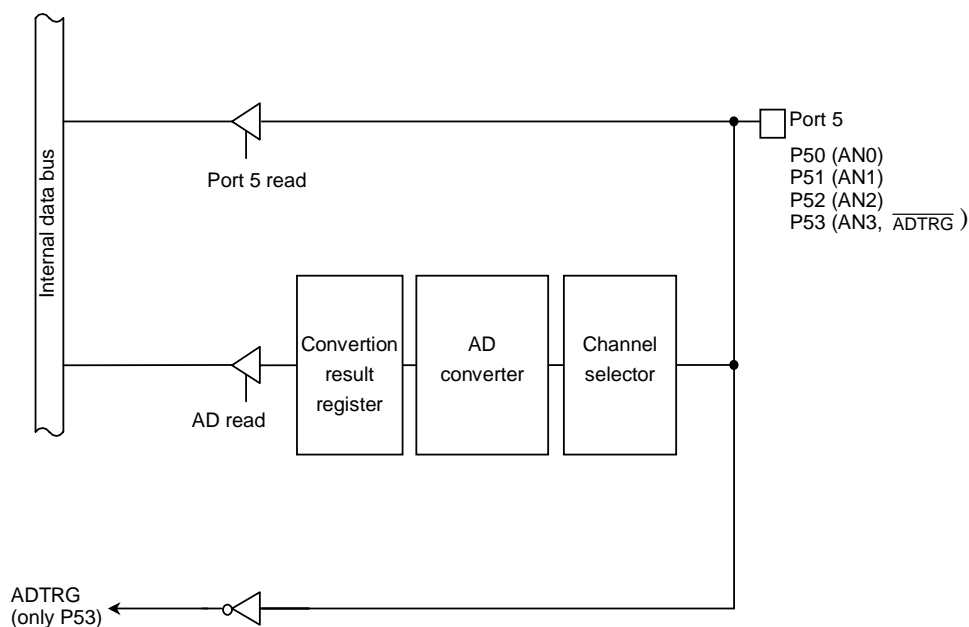 Internal data bus
Port 5 read
Port 5
P50 (AN0)
P51 (AN1)
P52 (AN2)
P53 (AN3, ADTRG )
Convertion
result
register
AD
converter
Channel
selector
AD read
ADTRG
(only P53)